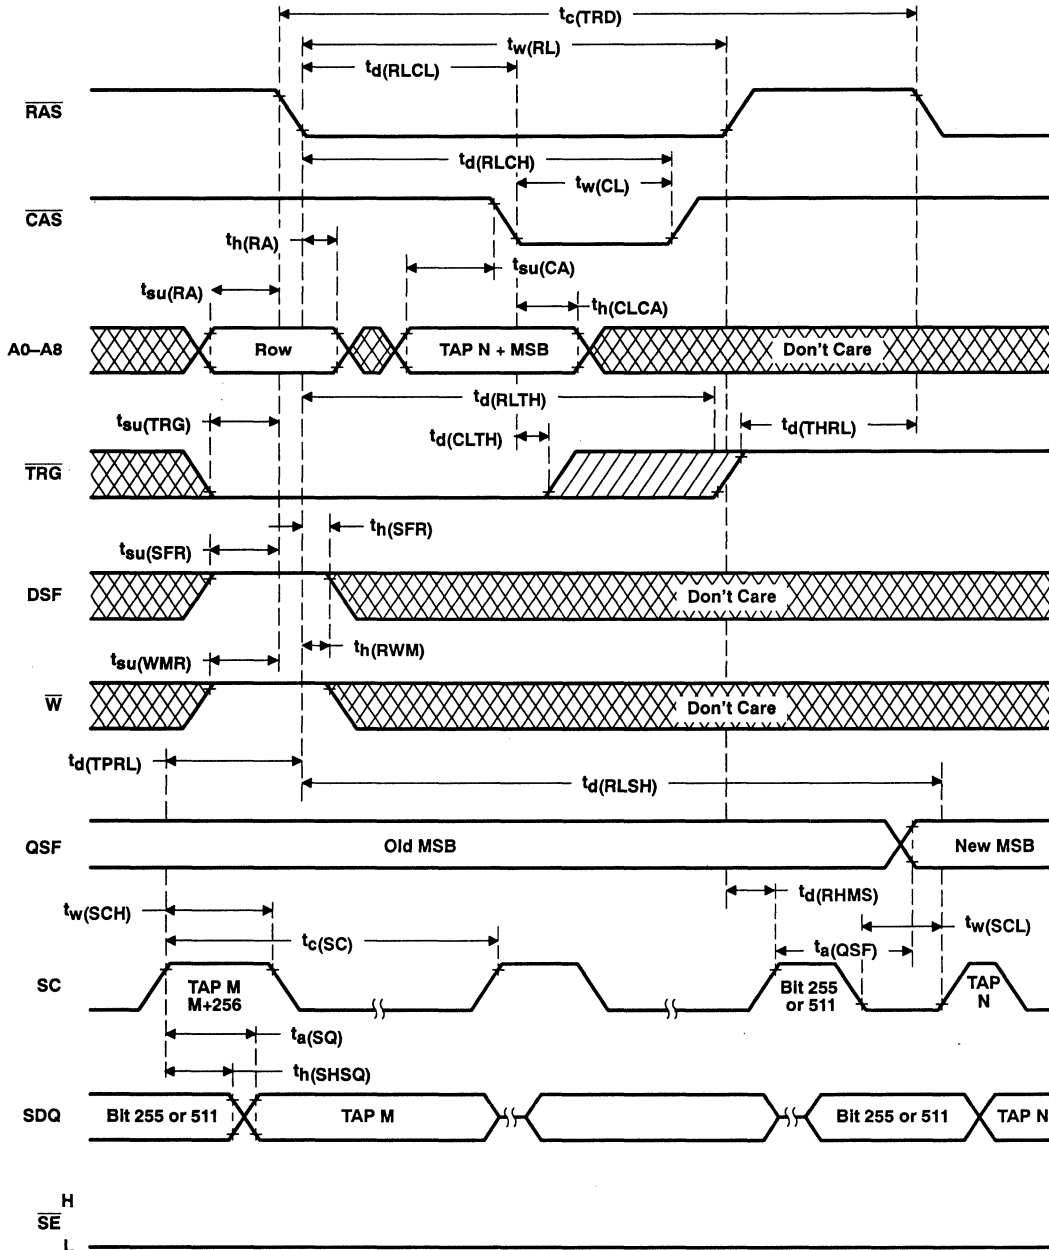 tc(TRD)
tw(RL)
td(RLCL)
RAS
td(RLCH)
tw(CL)
CAS
th(RA)
tsu(CA)
tsu(RA)
th(CLCA)
A0–A8
Row
TAP N + MSB
Don't Care
td(RLTH)
tsu(TRG)
td(CLTH)
td(THRL)
TRG
th(SFR)
tsu(SFR)
DSF
Don't Care
th(RWM)
tsu(WMR)
W
Don't Care
td(TPRL)
td(RLSH)
QSF
Old MSB
New MSB
td(RHMS)
tw(SCH)
tw(SCL)
tc(SC)
ta(QSF)
SC
TAP M
M+256
Bit 255
or 511
TAP
N
ta(SQ)
th(SHSQ)
SDQ
Bit 255 or 511
TAP M
Bit 255 or 511
TAP N
H
SE
L